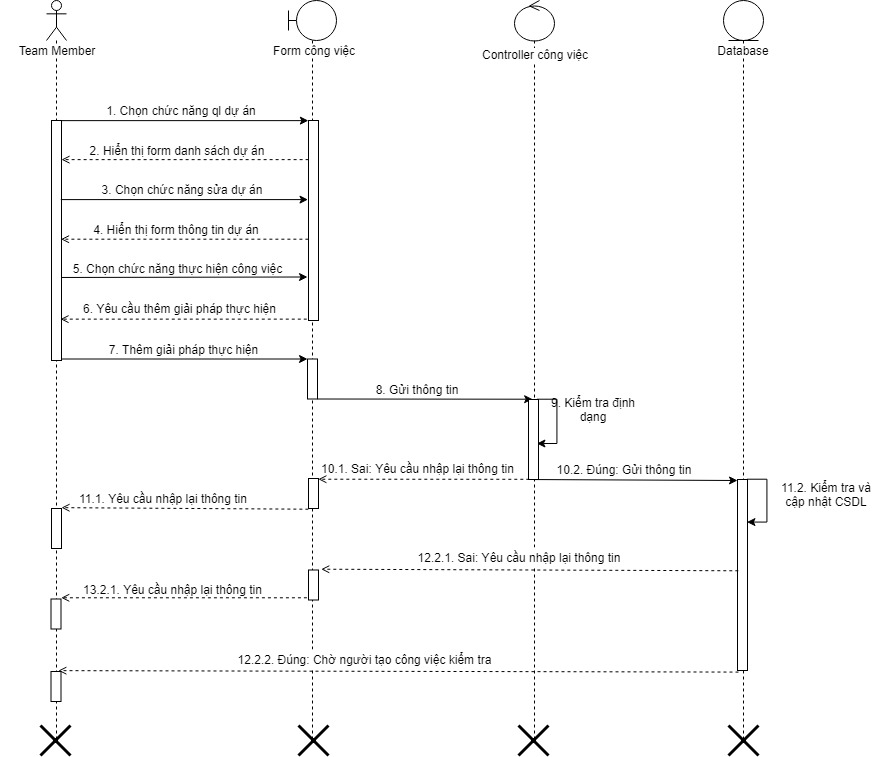 Team Member
Form công việc
Controller công việc
Database
1. Chọn chức năng ql dự án
2. Hiển thị form danh sách dự án
3. Chọn chức năng sửa dự án
4. Hiển thị form thông tin dự án
5. Chọn chức năng thực hiện công việc
6. Yêu cầu thêm giải pháp thực hiện
7. Thêm giải pháp thực hiện
8. Gửi thông tin
9. Kiểm tra định
dạng
10.1. Sai: Yêu cầu nhập lại thông tin
10.2. Đúng: Gửi thông tin
11.1. Yêu cầu nhập lại thông tin
11.2. Kiểm tra và
cập nhật CSDL
12.2.1. Sai: Yêu cầu nhập lại thông tin
13.2.1. Yêu cầu nhập lại thông tin
12.2.2. Đúng: Chờ người tạo công việc kiểm tra